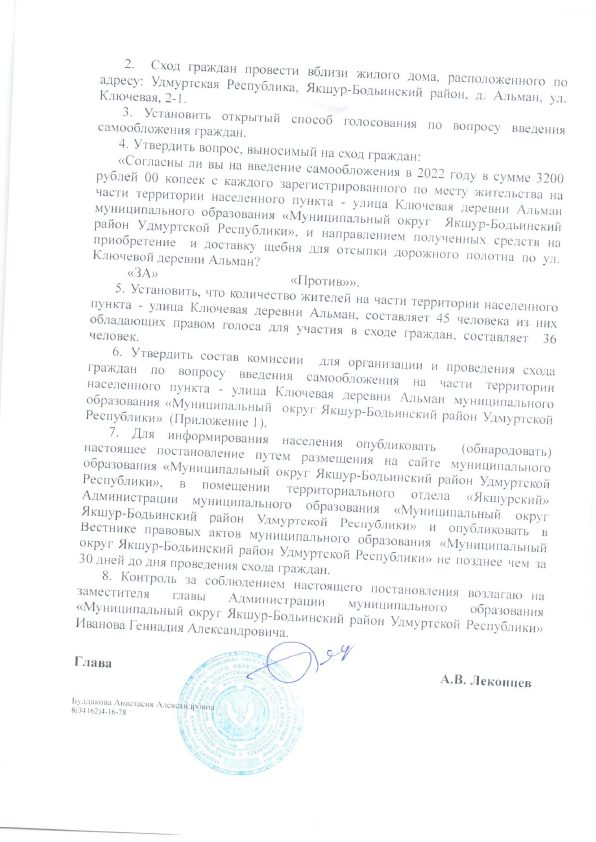 2. Сход граждан провести вблизи жилого дома, расположенного по
адресу: Удмуртская Республика, Якшур-Бодьинский район, д. Альман, ул.
Ключевая, 2-1.
3. Установить открытый способ голосования по вопросу введения
самообложения граждан.
4. Утвердить вопрос, выносимый на сход граждан:
«Согласны ли вы на введение самообложения в 2022 году в сумме 3200
рублей 00 копеек с каждого зарегистрированного по месту жительства на
части территории населенного пункта - улица Ключевая деревни Альман
муниципального образования «Муниципальный округ Якшур-Бодьинский
район Удмуртской Республики», и направлением полученных средств на
приобретение и доставку щебня для отсыпки дорожного полотна по ул.
Ключевой деревни Альман?
«ЗА» «Против»».
5. Установить, что количество жителей на части территории населенного
пункта - улица Ключевая деревни Альман, составляет 45 человека из них
обладающих правом голоса для участия в сходе граждан, составляет 36
человек.
6. Утвердить состав комиссии для организации и проведения схода
граждан по вопросу введения самообложения на части территории
населенного пункта - улица Ключевая деревни Альман муниципального
образования «Муниципальный округ Якшур-Бодьинский район Удмуртской
Республики» (Приложение 1).
7. Для информирования населения опубликовать (обнародовать)
настоящее постановление путем размещения на сайте муниципального
образования «Муниципальный округ Якшур-Бодьинский район Удмуртской
Республики», в помещении территориального отдела «Якшурский»
Администрации муниципального образования «Муниципальный округ
Якшур-Бодьинский район Удмуртской Республики» и опубликовать в
Вестнике правовых актов муниципального образования «Муниципальный
округ Якшур-Бодьинский район Удмуртской Республики» не позднее чем за
30 дней до дня проведения схода граждан.
8. Контроль за соблюдением настоящего постановления возлагаю на
заместителя главы Администрации муниципального образования
«Муниципальный округ Якшур-Бодьинский район Удмуртской Республики»
Иванова Геннадия Александровича.
Глава
А.В. Леконцев
Булдакова Анастасия Александровна
8(34162)4-16-78